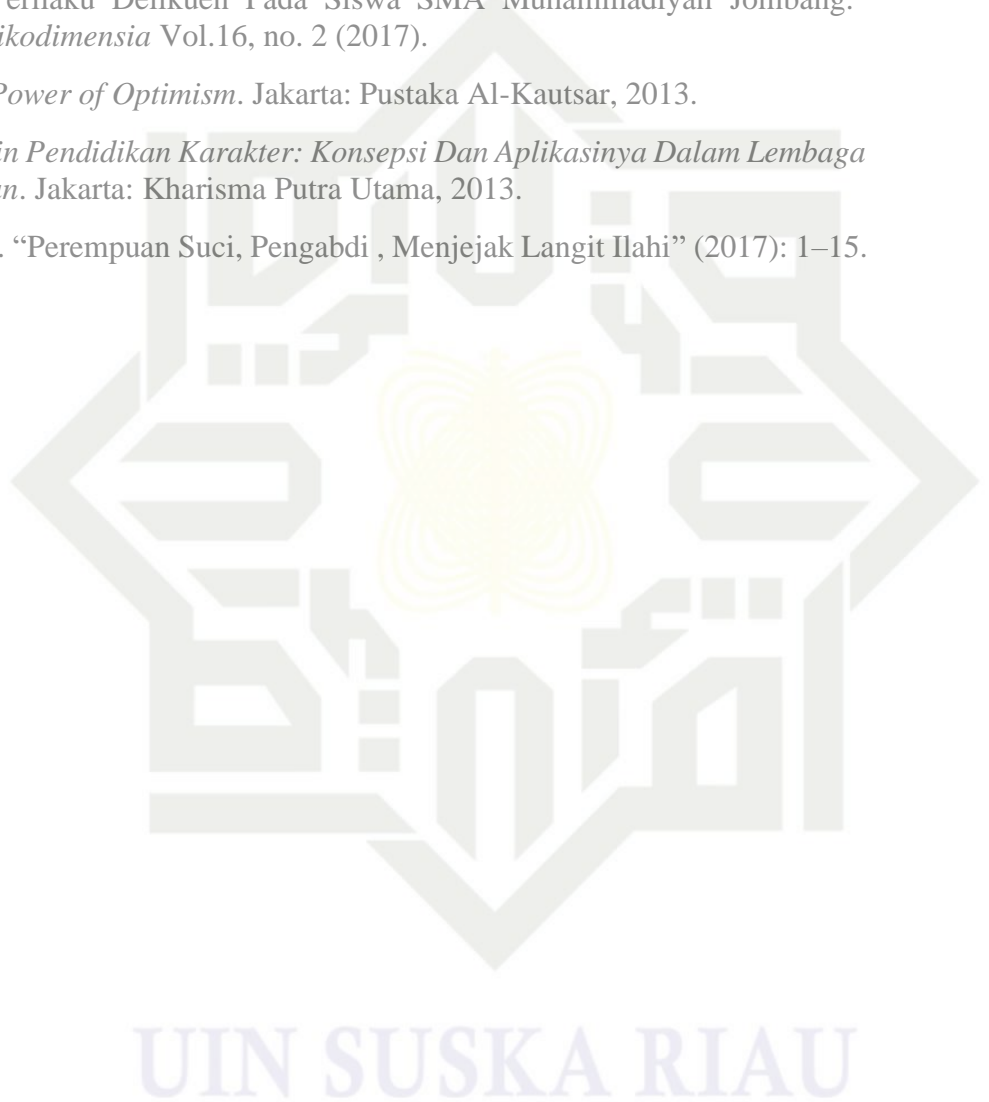 Perilaku Delikuen Pada Siswa SMA Muhammadiyah Jombang."
ikodimensia Vol.16, no. 2 (2017).
Power of Optimism. Jakarta: Pustaka Al-Kautsar, 2013.
in Pendidikan Karakter: Konsepsi Dan Aplikasinya Dalam Lembaga
an. Jakarta: Kharisma Putra Utama, 2013.
. “Perempuan Suci, Pengabdi , Menjejak Langit Ilahi” (2017): 1–15.
UIN SUSKA RIAU